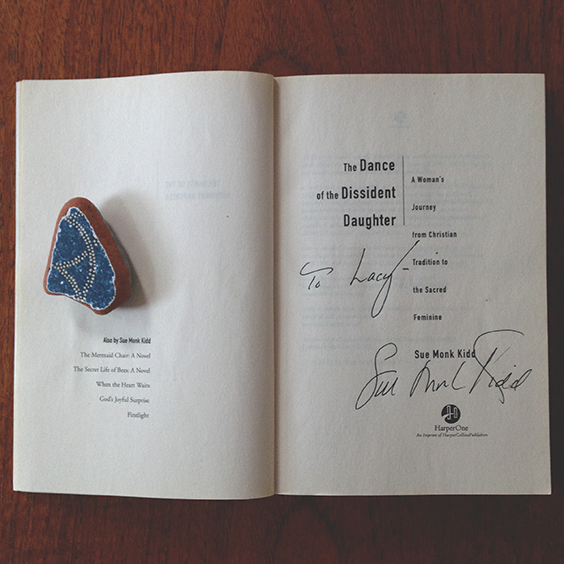 Also by Sue Monk Kidd
The Mermaid Chair: A Novel
The Secret Life of Bees: A Novel
When the Heart Waits
God's Joyful Surprise
Firstlight
The Dance
of the Dissident
Daughter
A Woman's
Journey
from Christian
Tradition to
the Sacred
Feminine
To Lacy-
Sue Monk Kidd
Sue Monk Kidd
HarperOne
An Imprint of HarperCollinsPublishers